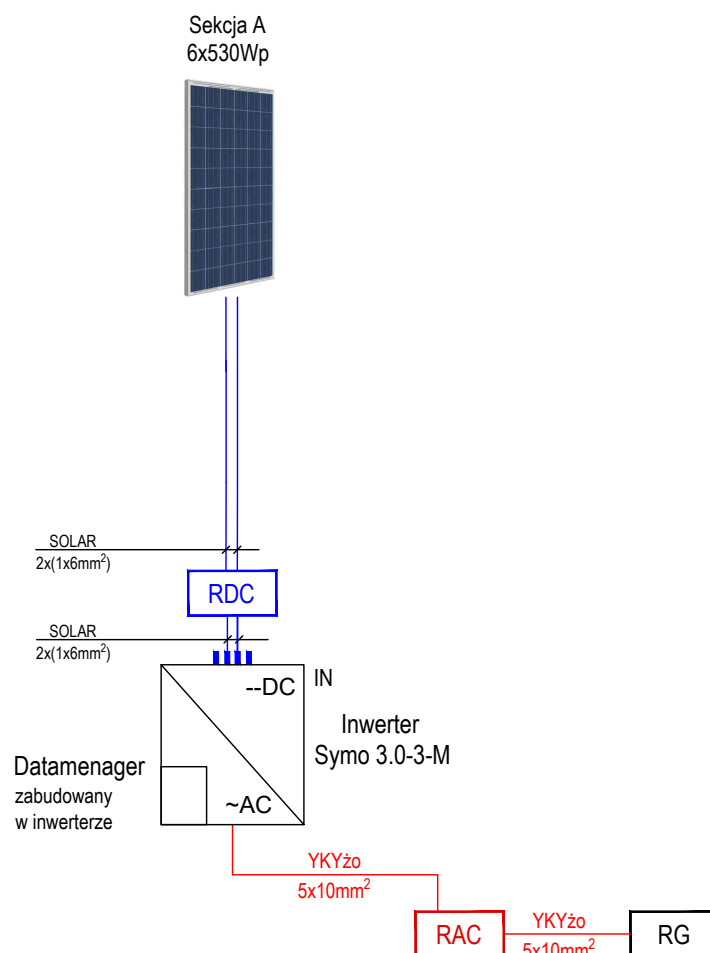 Sekcja A
6x530Wp
SOLAR
2x(1x6mm²)
RDC
SOLAR
2x(1x6mm²)
--DC
IN
Inwerter
Symo 3.0-3-M
Datamenager
zabudowany
w inwerterze
~AC
YKYżo
5x10mm²
RAC
YKYżo
5x10mm²
RG